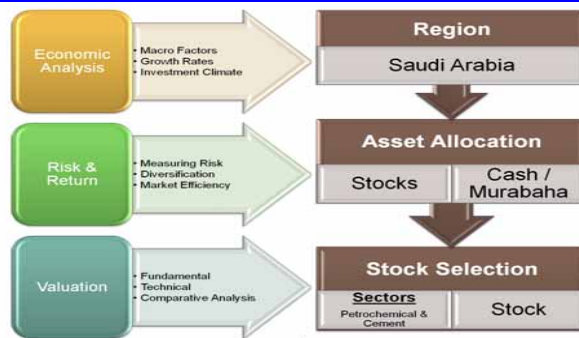 Economic
Analysis
• Macro Factors
• Growth Rates
• Investment Climate
Region
Saudi Arabia
Risk &
Return
• Measuring Risk
• Diversification
• Market Efficiency
Asset Allocation
Stocks
Cash /
Murabaha
Valuation
• Fundamental
• Technical
• Comparative Analysis
Stock Selection
Sectors
Petrochemical &
Cement
Stock